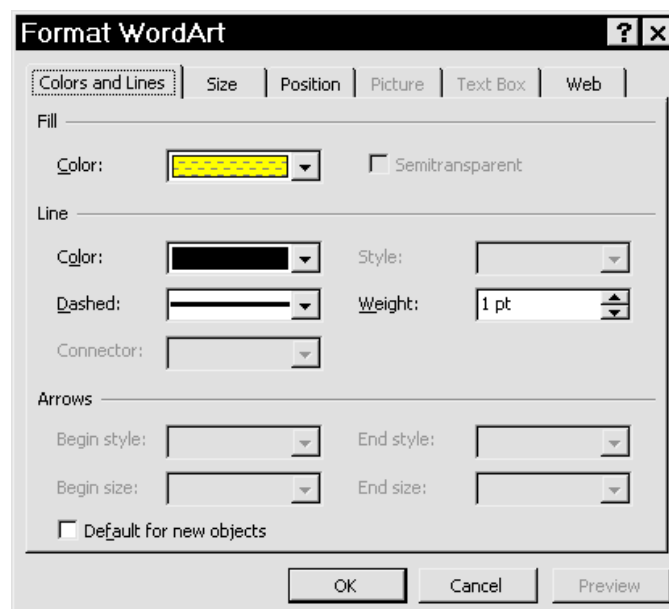 Format WordArt ? X
Colors and Lines Size Position Picture Text Box Web
Fill
Color: Semitransparent
Line
Color: Style:
Dashed: Weight: 1 pt
Connector:
Arrows
Begin style: End style:
Begin size: End size:
Default for new objects
OK Cancel Preview